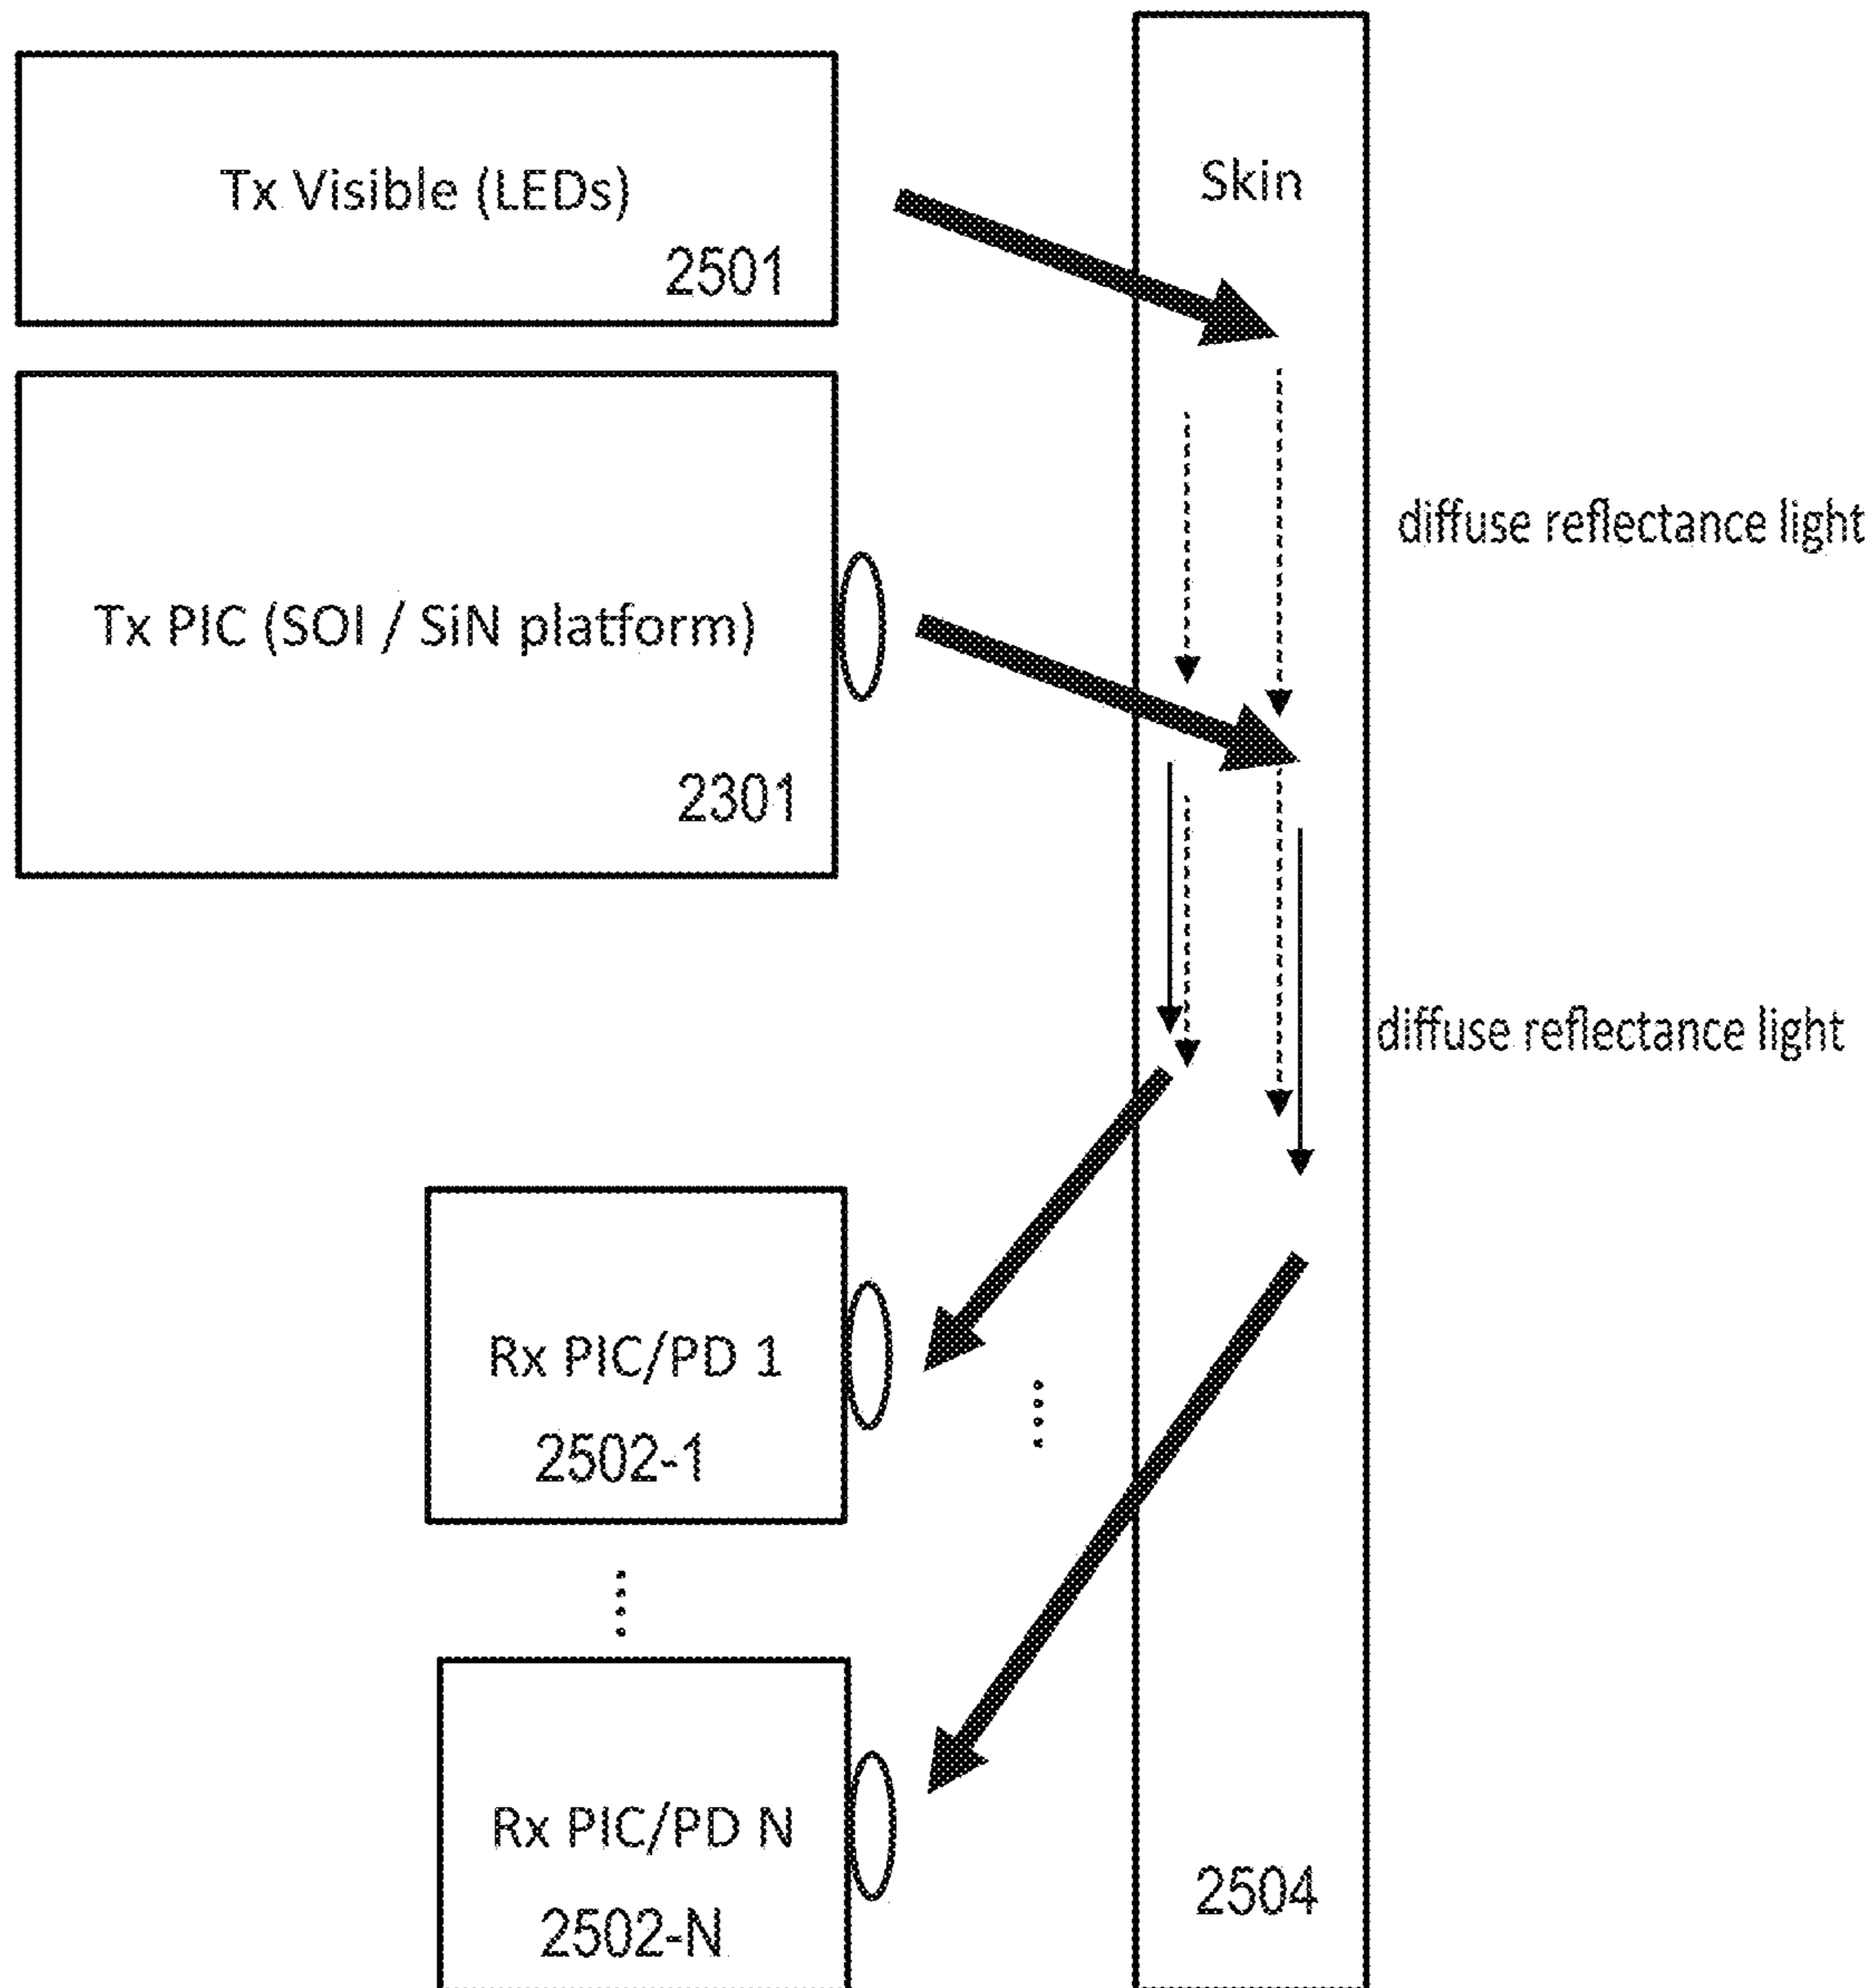 Tx Visible (LEDs)
2501
Skin
diffuse reflectance light
Tx PIC (SOI / SiN platform)
2301
diffuse reflectance light
Rx PIC/PD 1
2502-1
Rx PIC/PD N
2502-N
2504